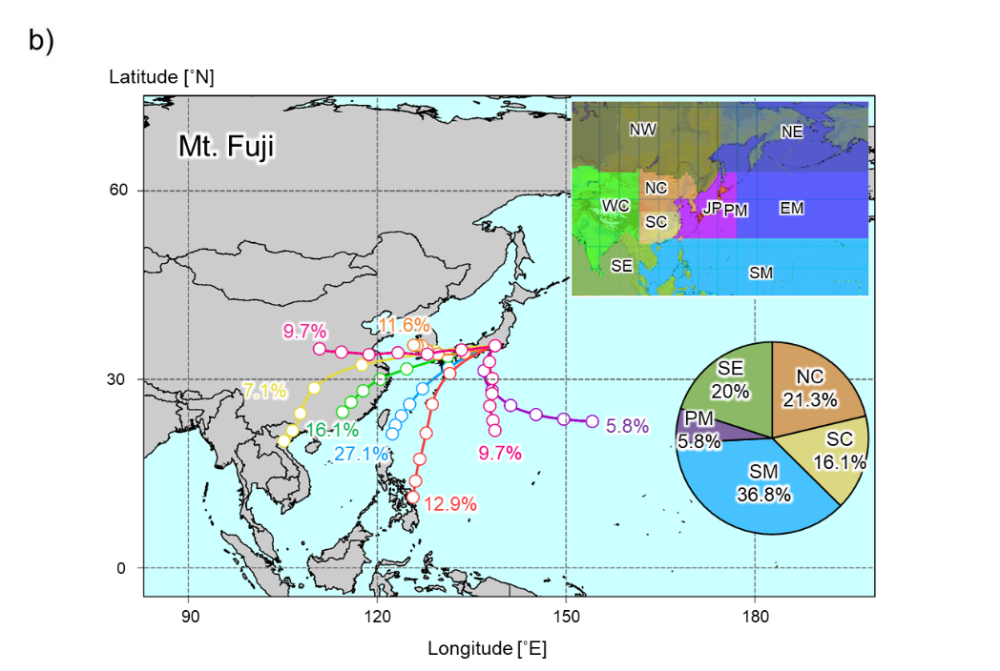 b)
Latitude [°N]
Mt. Fuji
NW
NE
NC
WC
JP
PM
EM
SC
SE
SM
60
30
0
9.7%
11.6%
7.1%
16.1%
27.1%
12.9%
9.7%
5.8%
SE
20%
NC
21.3%
PM
5.8%
SC
16.1%
SM
36.8%
90
120
150
180
Longitude [°E]